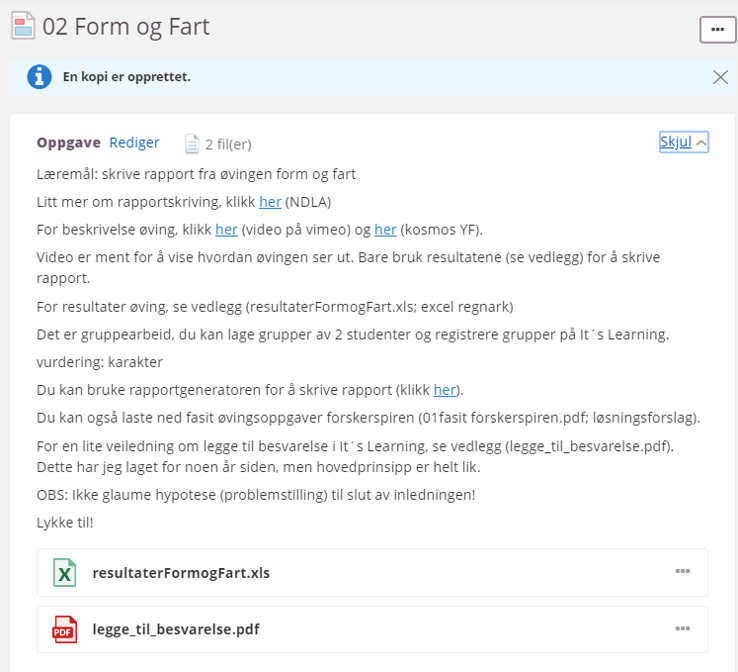 02 Form og Fart
...
En kopi er opprettet.
Oppgave Rediger 2 fil(er) Skjul
Læremål: skrive rapport fra øvingen form og fart
Litt mer om rapportskriving, klikk her (NDLA)
For beskrivelse øving, klikk her (video på vimeo) og her (kosmos YF).
Video er ment for å vise hvordan øvingen ser ut. Bare bruk resultatene (se vedlegg) for å skrive
rapport.
For resultater øving, se vedlegg (resultaterFormogFart.xls; excel regnark)
Det er gruppearbeid, du kan lage grupper av 2 studenter og registrere grupper på It´s Learning.
vurdering: karakter
Du kan bruke rapportgeneratoren for å skrive rapport (klikk her).
Du kan også laste ned fasit øvingsoppgaver forskerspiren (01fasit forskerspiren.pdf; løsningsforslag).
For en lite veiledning om legge til besvarelse i It´s Learning, se vedlegg (legge_til_besvarelse.pdf).
Dette har jeg laget for noen år siden, men hovedprinsipp er helt lik.
OBS: Ikke glaume hypotese (problemstilling) til slut av inledningen!
Lykke til!
resultaterFormogFart.xls
PDF legge_til_besvarelse.pdf